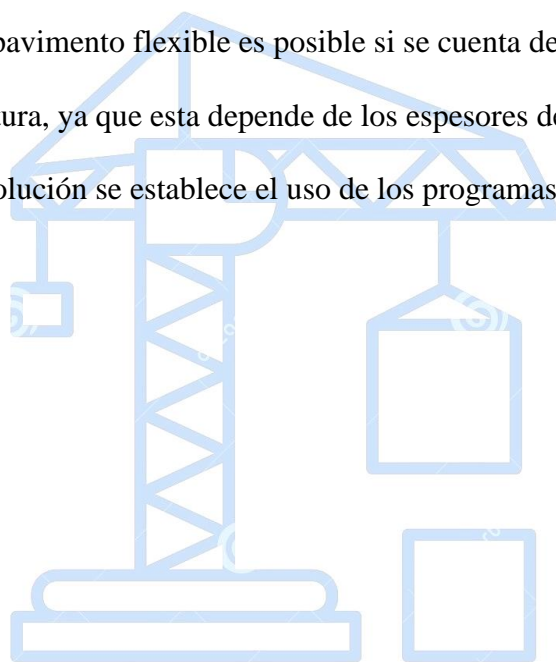 pavimento flexible es posible si se cuenta de
tura, ya que esta depende de los espesores de
olución se establece el uso de los programas